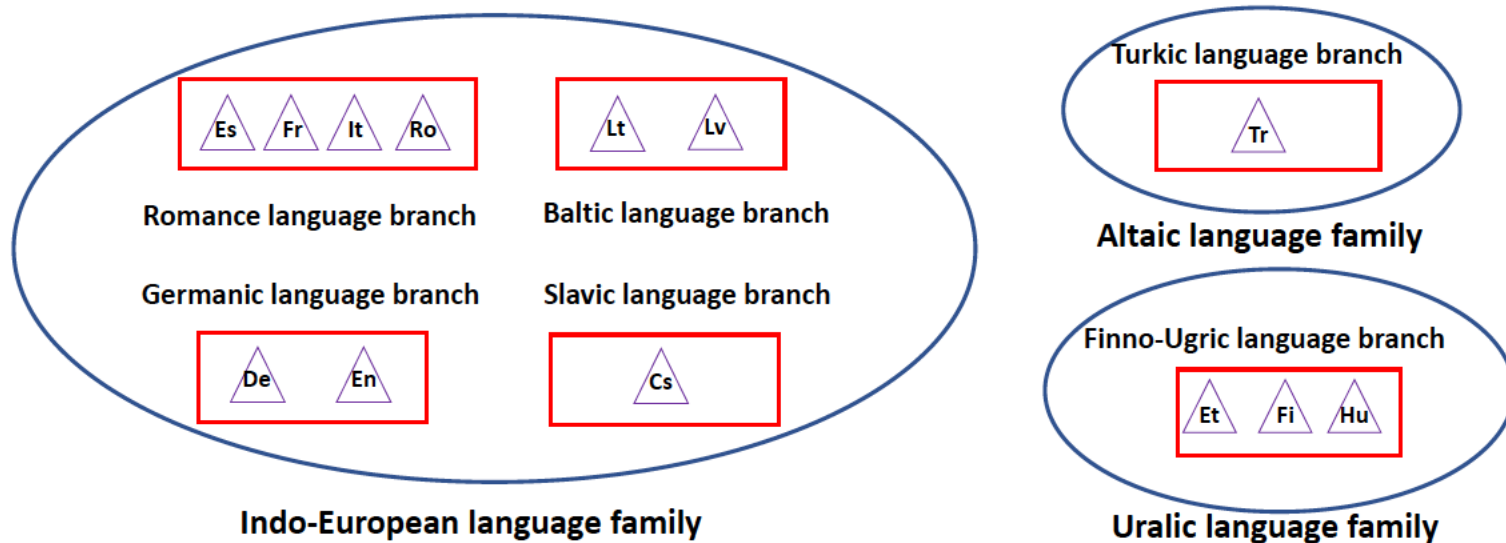 Es Fr It Ro
Lt Lv
Romance language branch
Baltic language branch
Germanic language branch
Slavic language branch
De En
Cs
Indo-European language family
Turkic language branch
Tr
Altaic language family
Finno-Ugric language branch
Et Fi Hu
Uralic language family